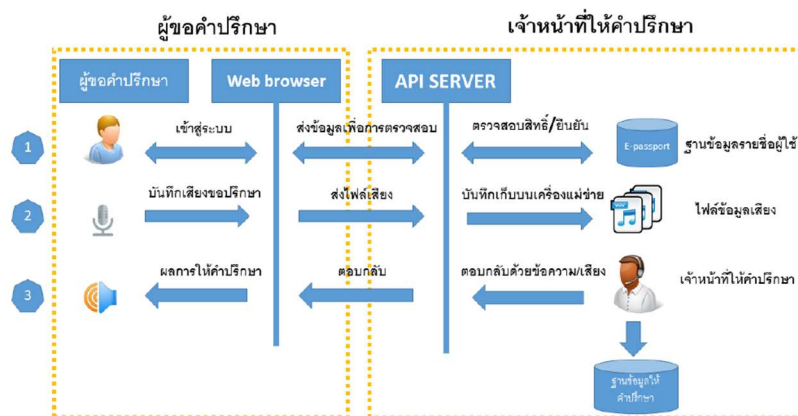 ผู้ขอคำปรึกษา
เจ้าหน้าที่ให้คำปรึกษา
ผู้ขอคำปรึกษา
Web browser
API SERVER
1
เข้าสู่ระบบ
ส่งข้อมูลเพื่อการตรวจสอบ
ตรวจสอบสิทธิ์/ยืนยัน
E-passport
ฐานข้อมูลรายชื่อผู้ใช้
2
บันทึกเสียงขอปรึกษา
ส่งไฟล์เสียง
บันทึกเก็บบนเครื่องแม่ข่าย
ไฟล์ข้อมูลเสียง
3
ผลการให้คำปรึกษา
ตอบกลับ
ตอบกลับด้วยข้อความ/เสียง
เจ้าหน้าที่ให้คำปรึกษา
ฐานข้อมูลให้
คำปรึกษา